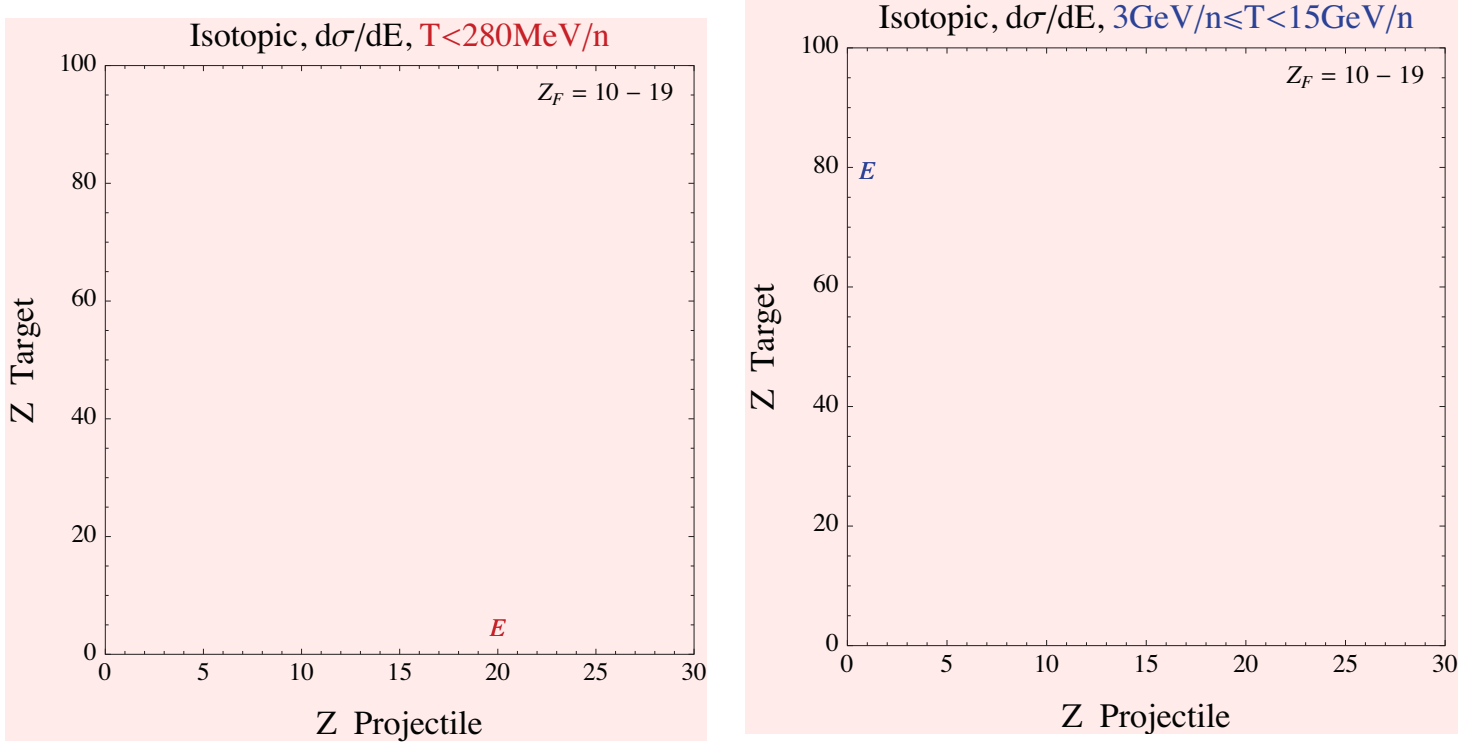 Isotopic, dσ/dE, T<280MeV/n
Z_F = 10 − 19
100
80
60
40
20
0
Z Target
E
0 5 10 15 20 25 30
Z Projectile
Isotopic, dσ/dE, 3GeV/n⩽T<15GeV/n
Z_F = 10 − 19
100
80
60
40
20
0
Z Target
E
0 5 10 15 20 25 30
Z Projectile